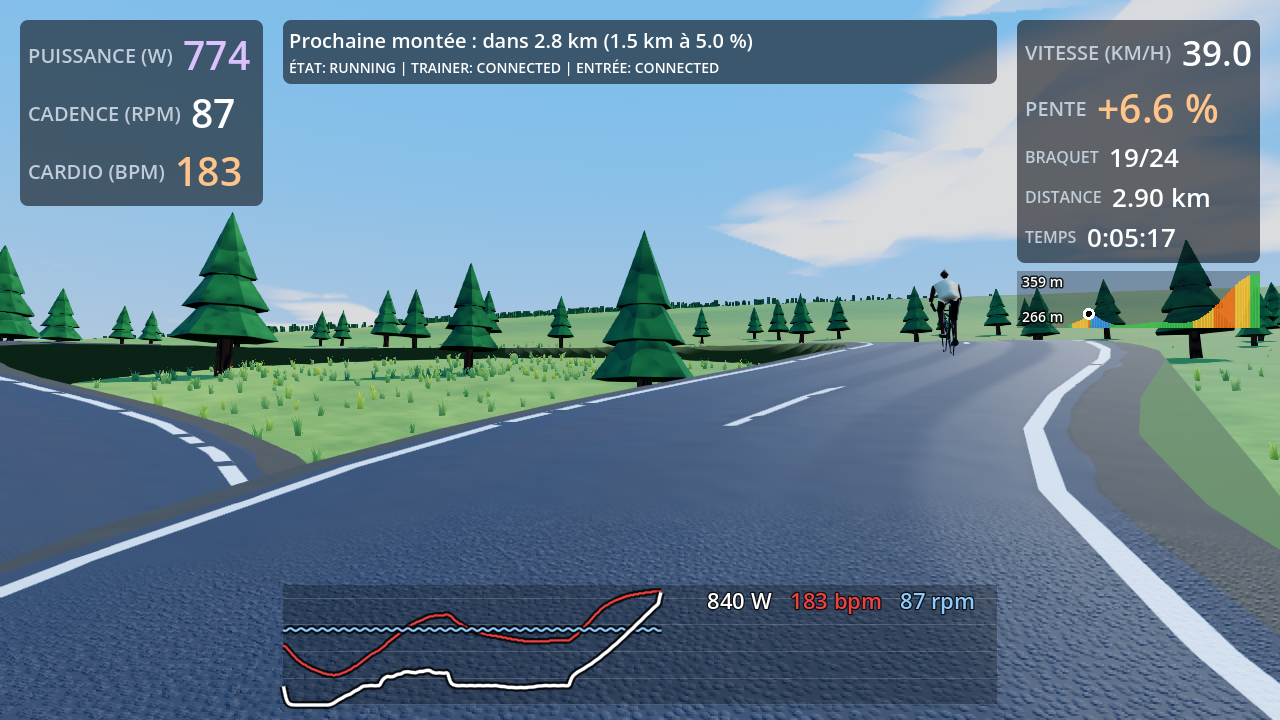 PUISSANCE (W) 774
CADENCE (RPM) 87
CARDIO (BPM) 183
Prochaine montée : dans 2.8 km (1.5 km à 5.0 %)
ÉTAT: RUNNING | TRAINER: CONNECTED | ENTRÉE: CONNECTED
VITESSE (KM/H) 39.0
PENTE +6.6 %
BRAQUET 19/24
DISTANCE 2.90 km
TEMPS 0:05:17
359 m
266 m
840 W 183 bpm 87 rpm